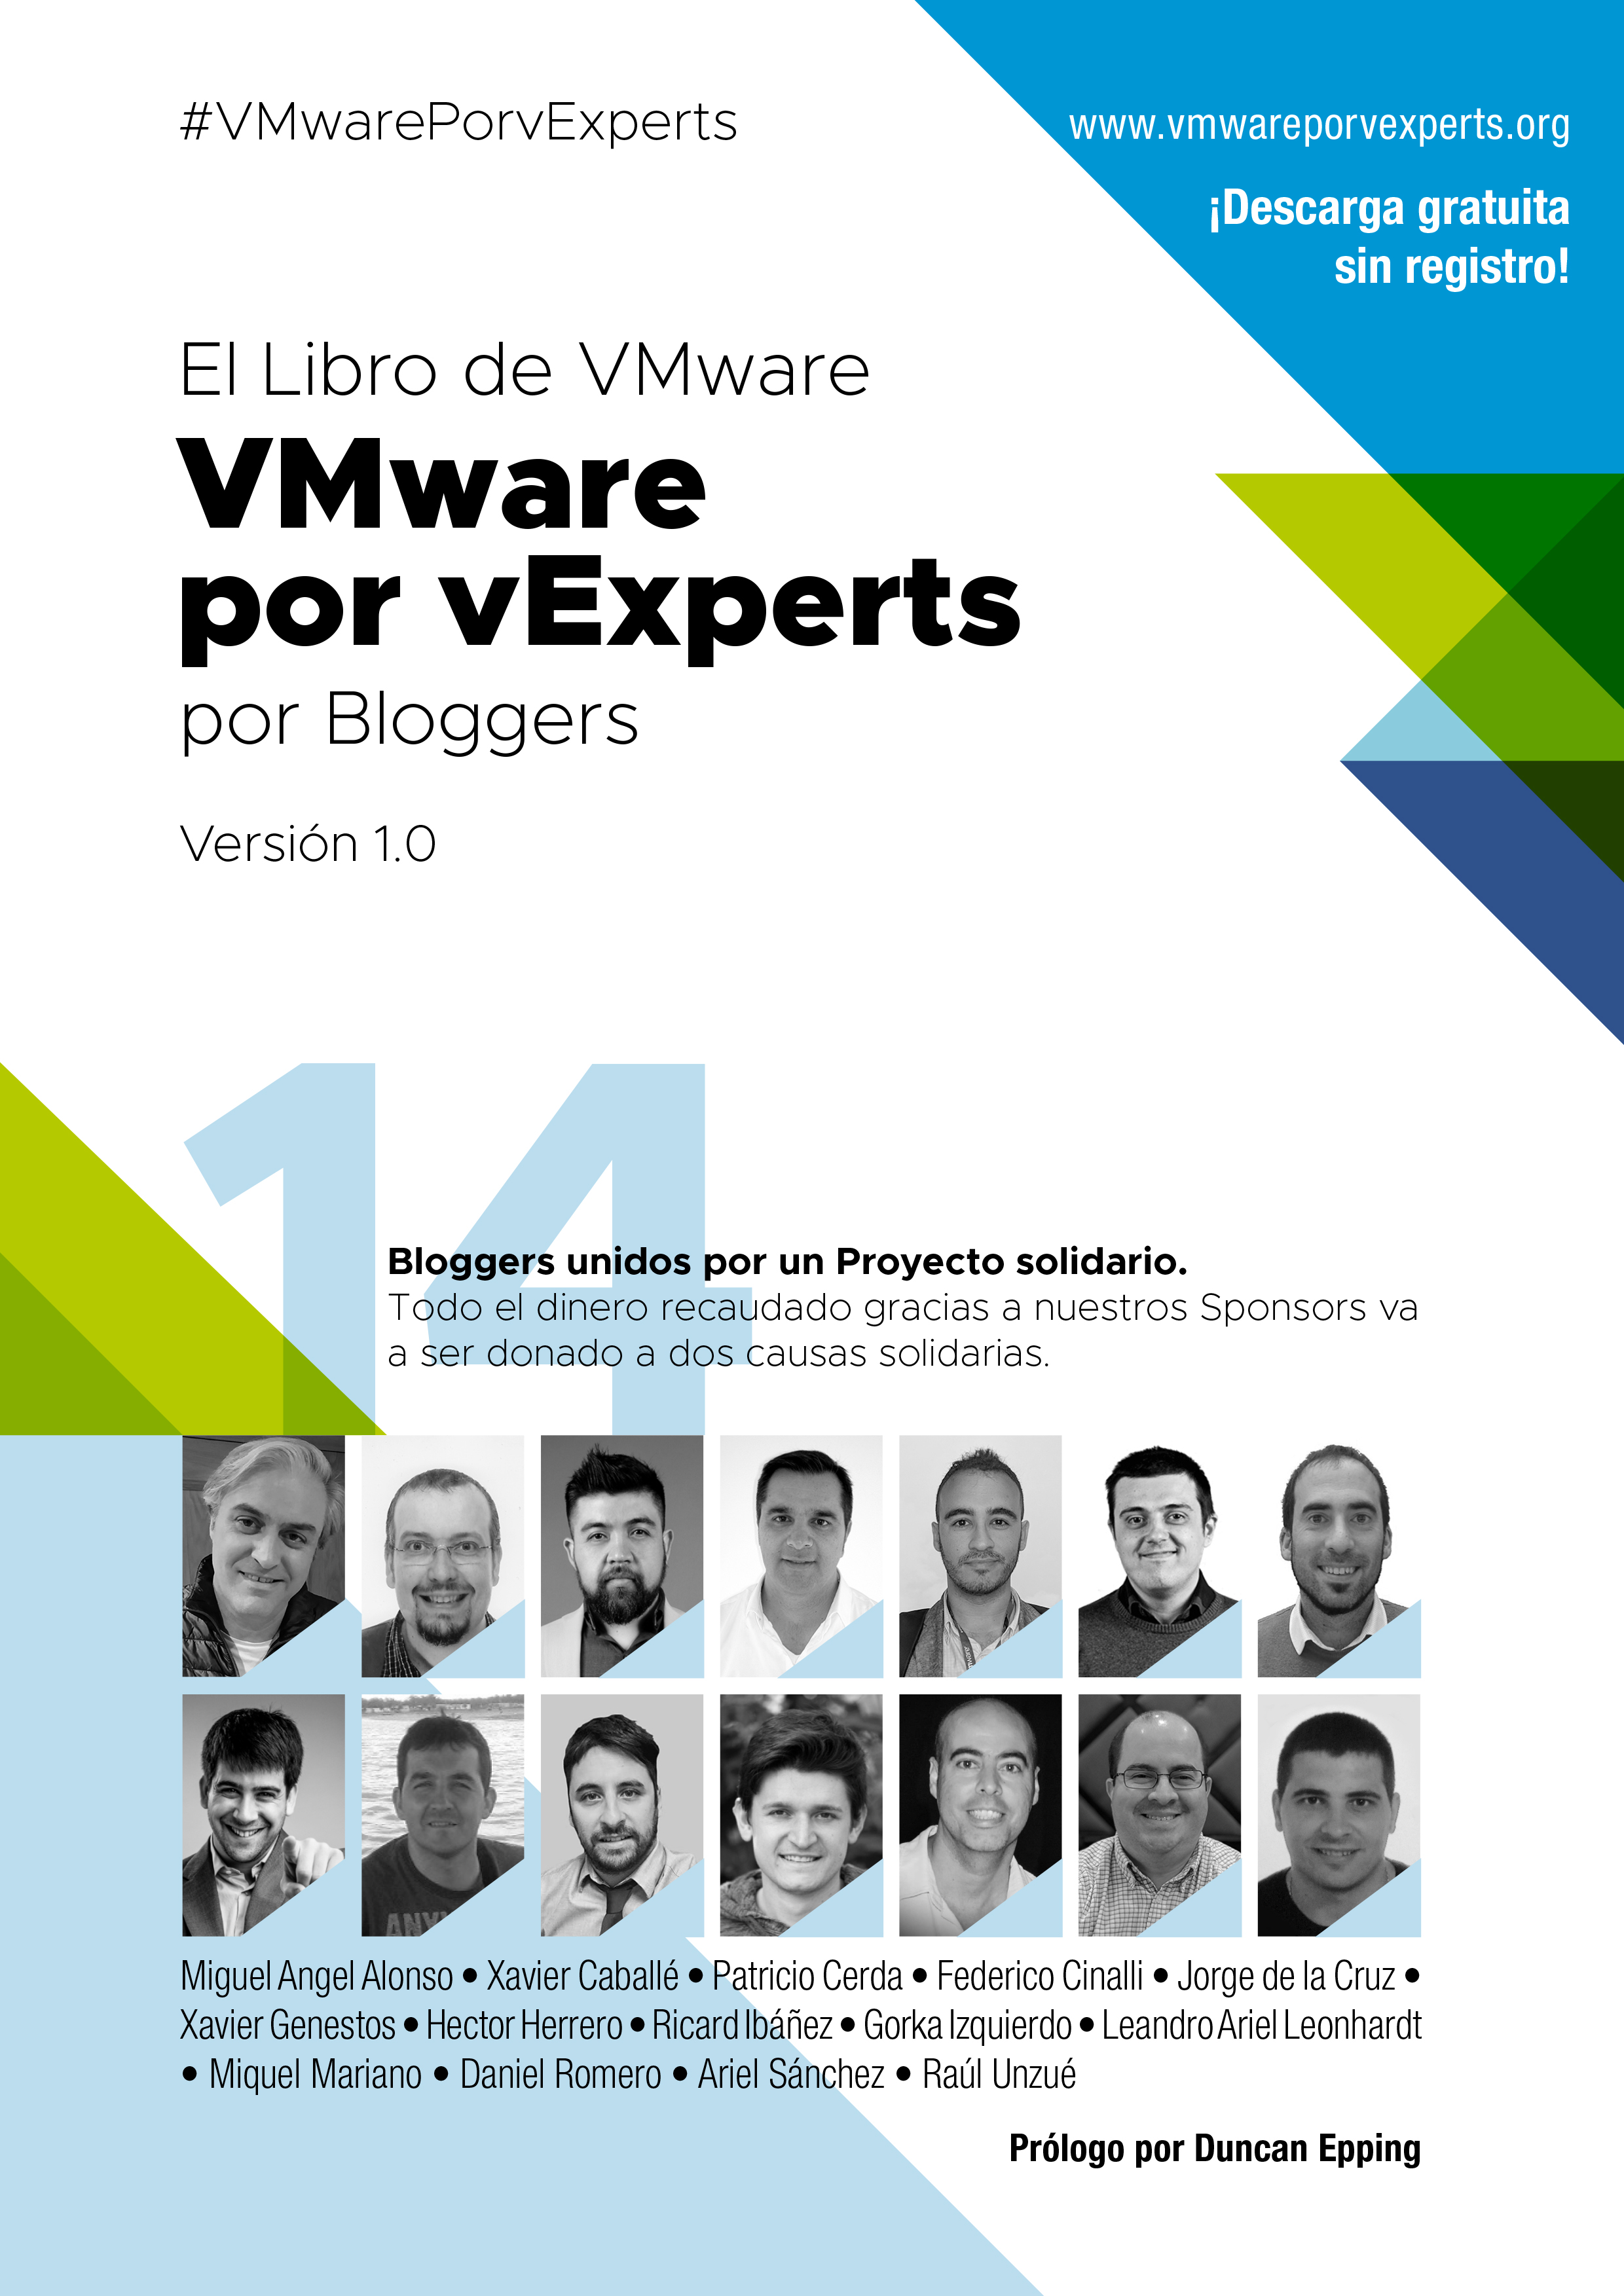 #VMwarePorvExperts
www.vmwareporvexperts.org
¡Descarga gratuita
sin registro!
El Libro de VMware
VMware
por vExperts
por Bloggers
Versión 1.0
14
Bloggers unidos por un Proyecto solidario.
Todo el dinero recaudado gracias a nuestros Sponsors va
a ser donado a dos causas solidarias.
Miguel Angel Alonso • Xavier Caballé • Patricio Cerda • Federico Cinalli • Jorge de la Cruz •
Xavier Genestos • Hector Herrero • Ricard Ibáñez • Gorka Izquierdo • Leandro Ariel Leonhardt
• Miquel Mariano • Daniel Romero • Ariel Sánchez • Raúl Unzué
Prólogo por Duncan Epping